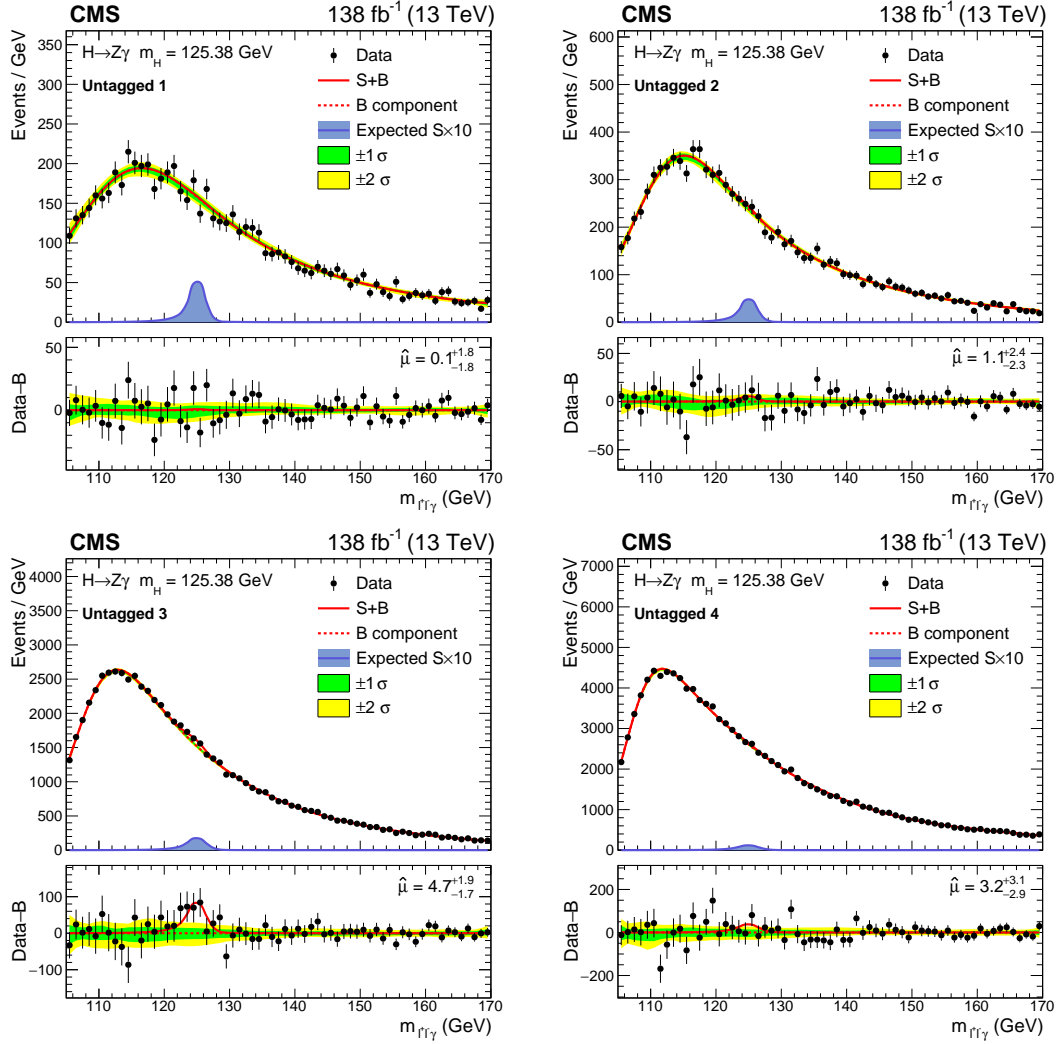 CMS 138 fb⁻¹ (13 TeV)
H→Zγ m_H = 125.38 GeV
Untagged 1
Data
S+B
B component
Expected S×10
±1 σ
±2 σ
Events / GeV
350
300
250
200
150
100
50
0
μ̂ = 0.1 +1.8 −1.8
Data−B
50
0
110 120 130 140 150 160 170
m_l⁺l⁻γ (GeV)
CMS 138 fb⁻¹ (13 TeV)
H→Zγ m_H = 125.38 GeV
Untagged 2
Data
S+B
B component
Expected S×10
±1 σ
±2 σ
Events / GeV
600
500
400
300
200
100
0
μ̂ = 1.1 +2.4 −2.3
Data−B
50
0
−50
110 120 130 140 150 160 170
m_l⁺l⁻γ (GeV)
CMS 138 fb⁻¹ (13 TeV)
H→Zγ m_H = 125.38 GeV
Untagged 3
Data
S+B
B component
Expected S×10
±1 σ
±2 σ
Events / GeV
4000
3500
3000
2500
2000
1500
1000
500
0
μ̂ = 4.7 +1.9 −1.7
Data−B
100
0
−100
110 120 130 140 150 160 170
m_l⁺l⁻γ (GeV)
CMS 138 fb⁻¹ (13 TeV)
H→Zγ m_H = 125.38 GeV
Untagged 4
Data
S+B
B component
Expected S×10
±1 σ
±2 σ
Events / GeV
7000
6000
5000
4000
3000
2000
1000
0
μ̂ = 3.2 +3.1 −2.9
Data−B
200
0
−200
110 120 130 140 150 160 170
m_l⁺l⁻γ (GeV)